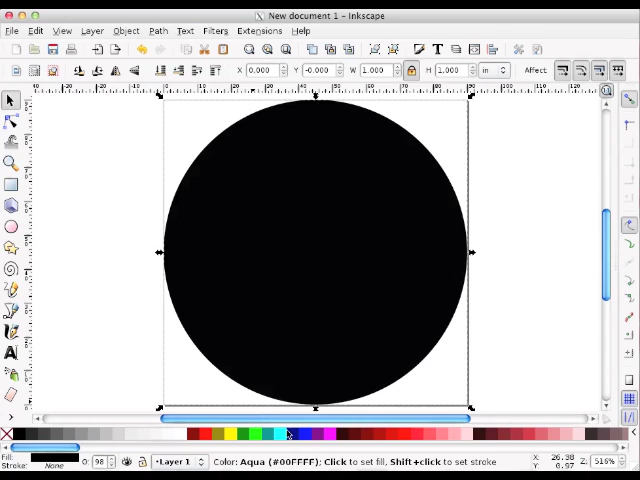 New document 1 - Inkscape
File Edit View Layer Object Path Text Filters Extensions Help
X 0.000 Y -0.000 W 1.000 H 1.000 in Affect:
Fill: O: 98 Layer 1 Color: Aqua (#00FFFF); Click to set fill, Shift+click to set stroke X: 26.38 Z: 516%
Stroke: None Y: 0.97